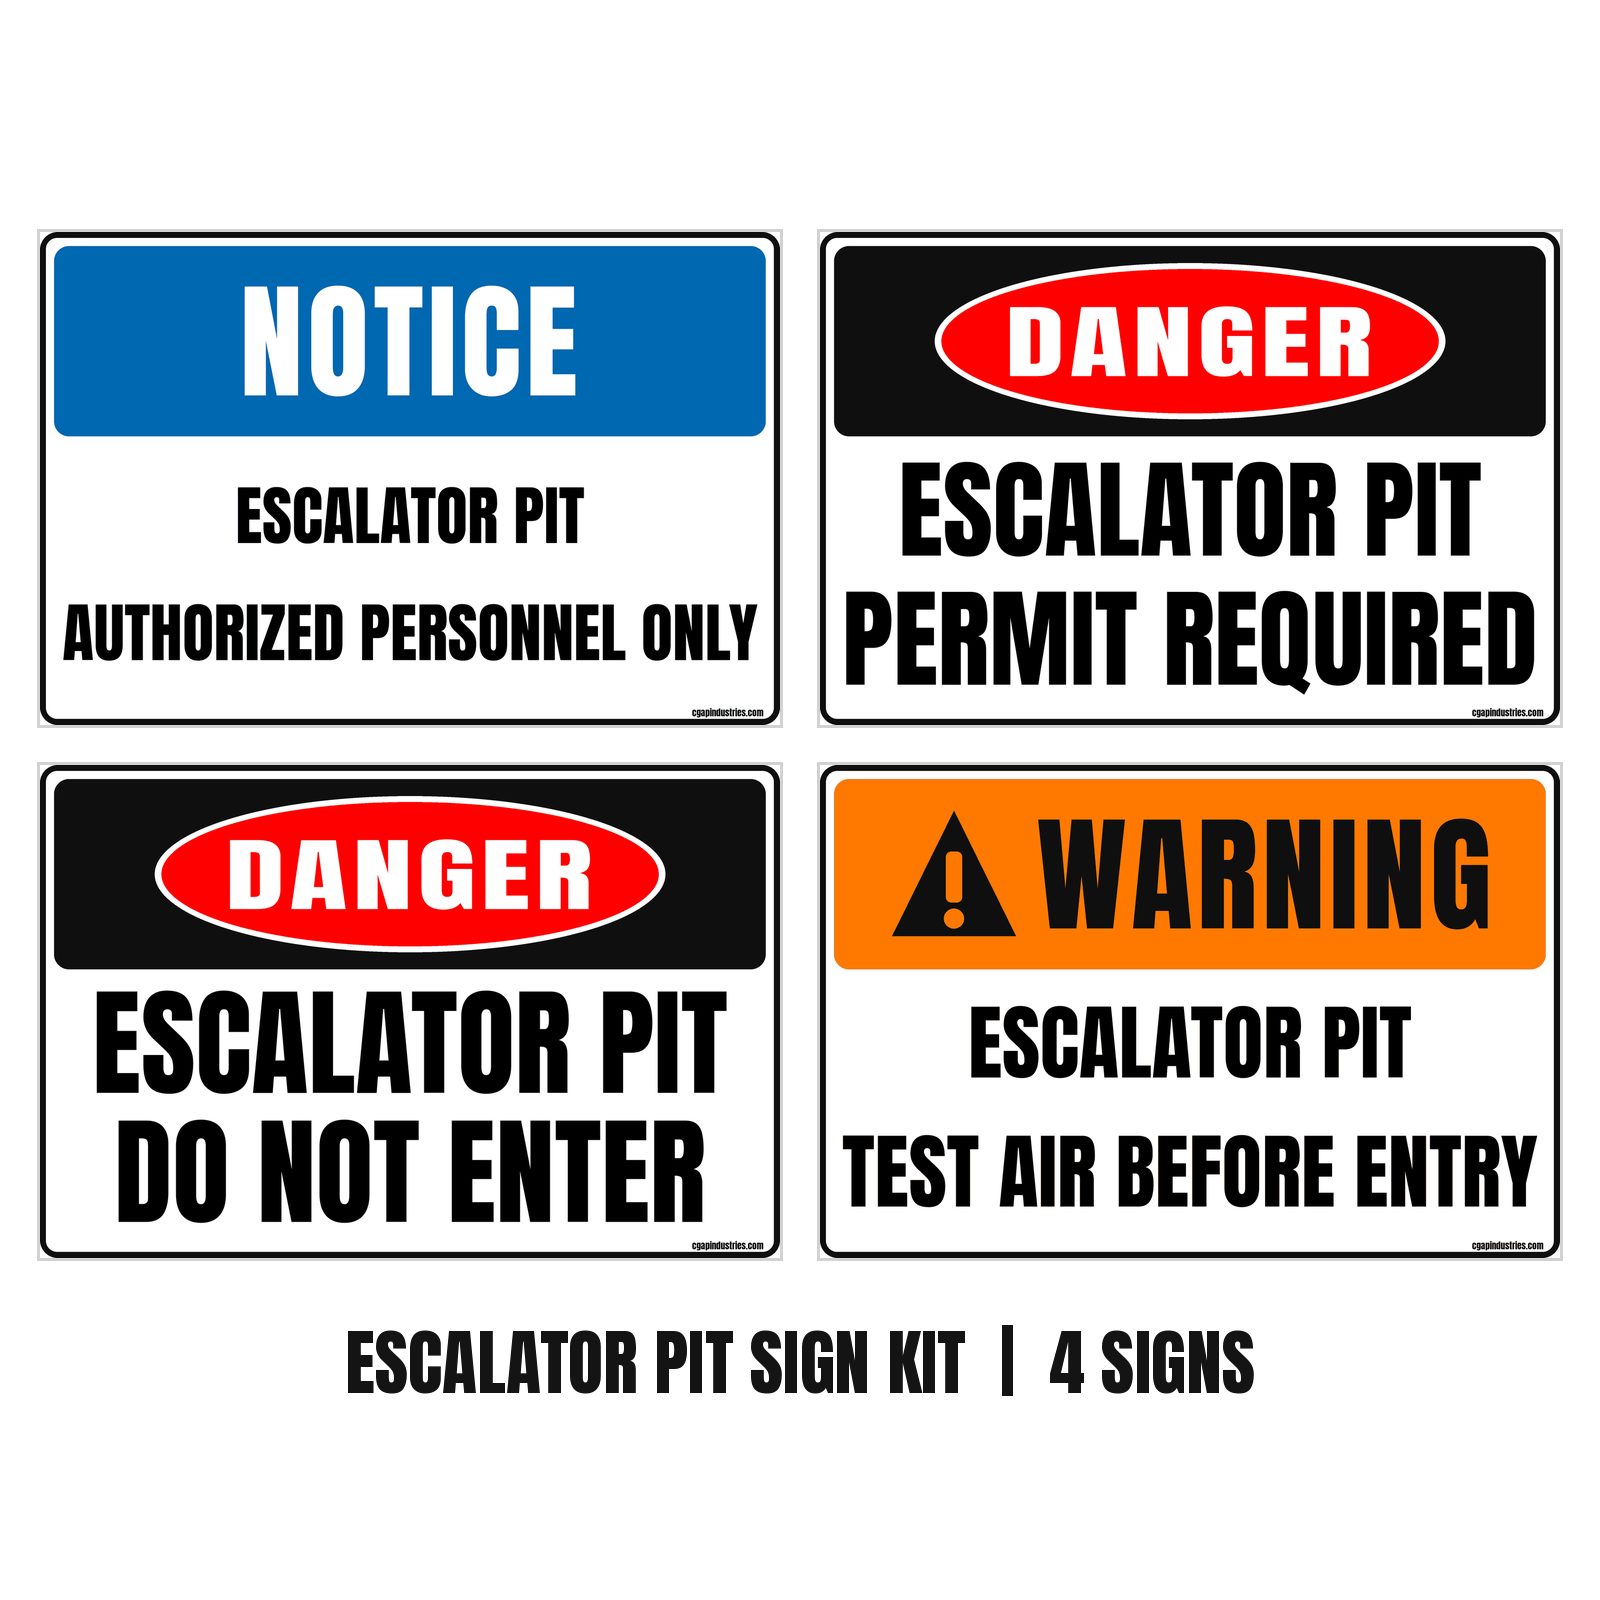 NOTICE
ESCALATOR PIT
AUTHORIZED PERSONNEL ONLY
cgapindustries.com
DANGER
ESCALATOR PIT
PERMIT REQUIRED
cgapindustries.com
DANGER
ESCALATOR PIT
DO NOT ENTER
cgapindustries.com
WARNING
ESCALATOR PIT
TEST AIR BEFORE ENTRY
cgapindustries.com
ESCALATOR PIT SIGN KIT | 4 SIGNS